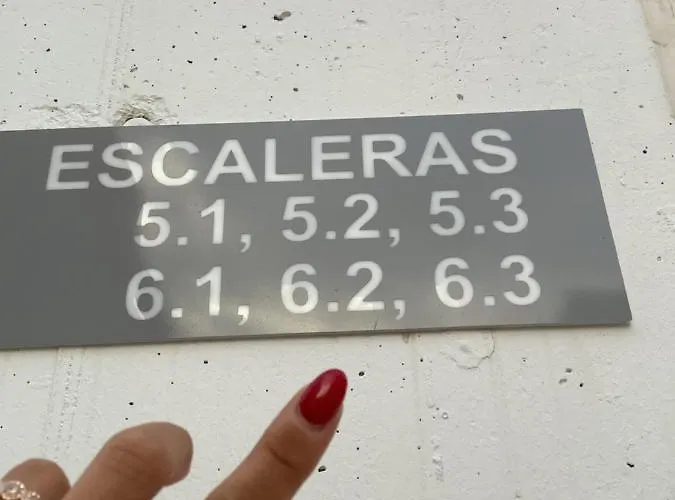 ESCALERAS
5.1, 5.2, 5.3
6.1, 6.2, 6.3